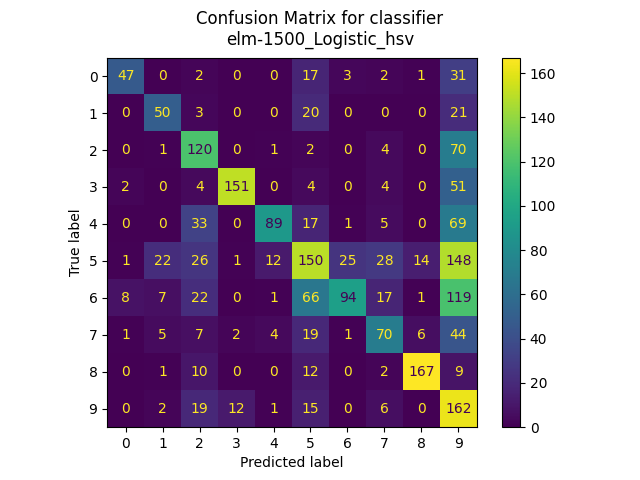 Confusion Matrix for classifier
elm-1500_Logistic_hsv
0 47 0 2 0 0 17 3 2 1 31
1 0 50 3 0 0 20 0 0 0 21
2 0 1 120 0 1 2 0 4 0 70
3 2 0 4 151 0 4 0 4 0 51
4 0 0 33 0 89 17 1 5 0 69
5 1 22 26 1 12 150 25 28 14 148
6 8 7 22 0 1 66 94 17 1 119
7 1 5 7 2 4 19 1 70 6 44
8 0 1 10 0 0 12 0 2 167 9
9 0 2 19 12 1 15 0 6 0 162
0 1 2 3 4 5 6 7 8 9
Predicted label
True label
160
140
120
100
80
60
40
20
0